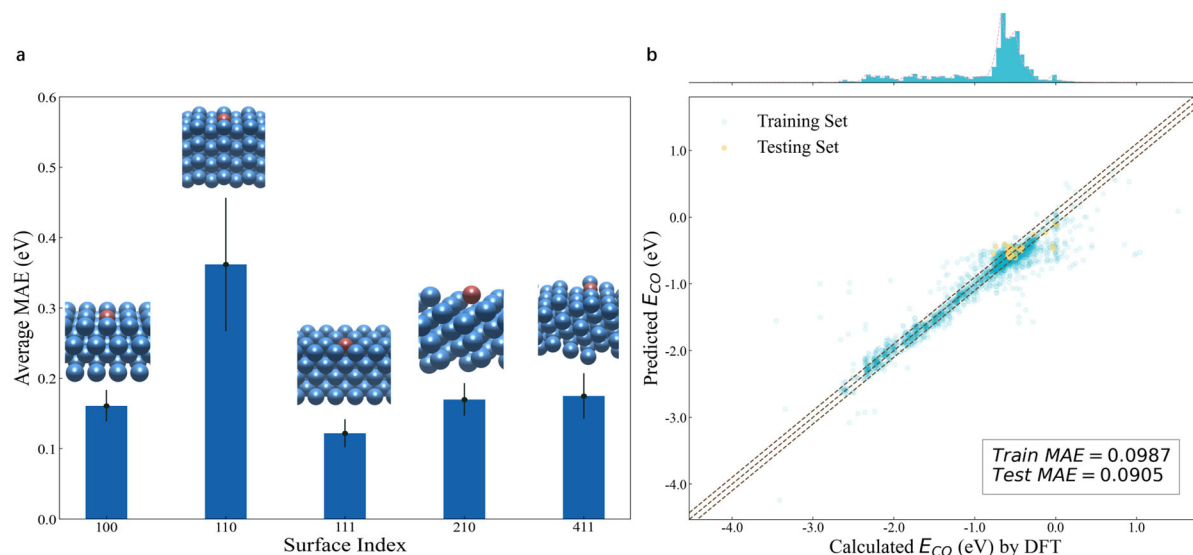 a
0.6
0.5
0.4
0.3
0.2
0.1
0.0
Average MAE (eV)
100 110 111 210 411
Surface Index
b
Training Set
Testing Set
1.0
0.0
-1.0
-2.0
-3.0
-4.0
Predicted E_CO (eV)
Train MAE = 0.0987
Test MAE = 0.0905
-4.0 -3.0 -2.0 -1.0 0.0 1.0
Calculated E_CO (eV) by DFT